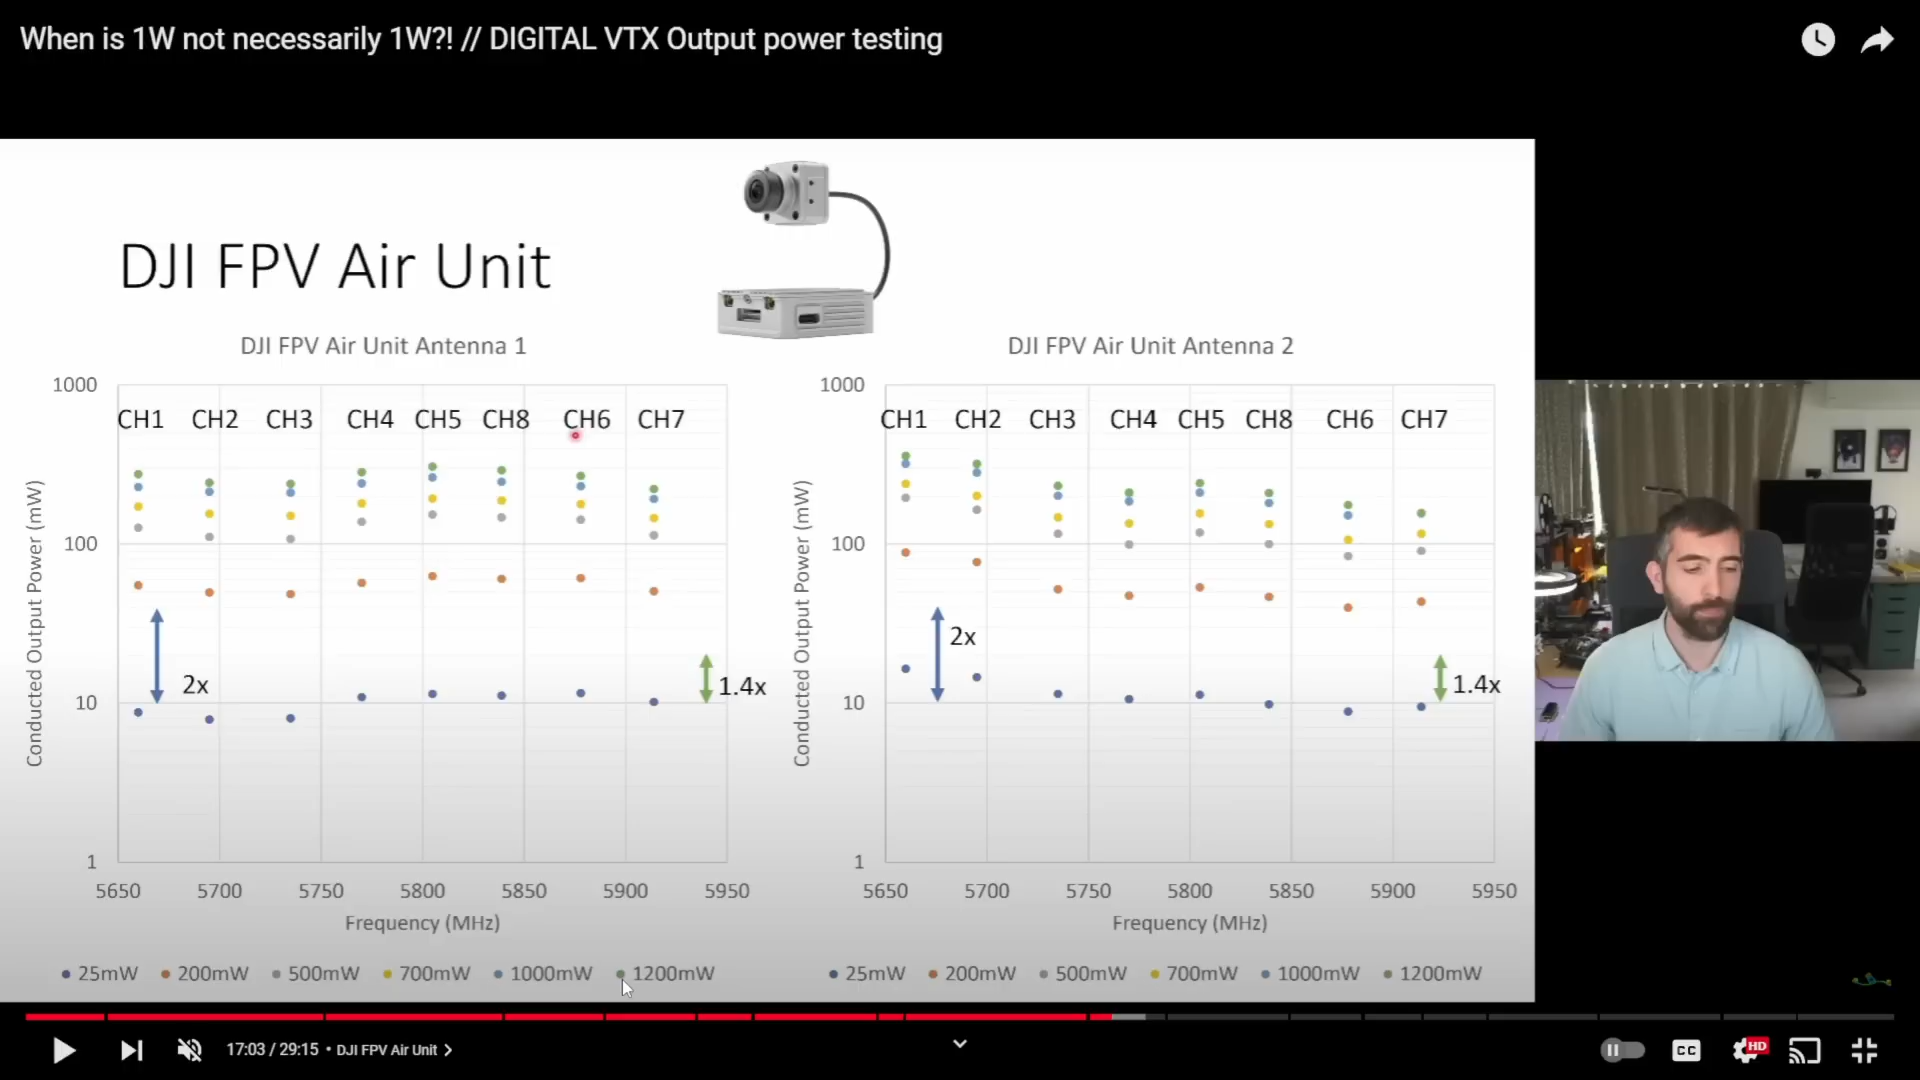 When is 1W not necessarily 1W?! // DIGITAL VTX Output power testing
DJI FPV Air Unit
DJI FPV Air Unit Antenna 1
Conducted Output Power (mW)
1000
100
10
1
CH1 CH2 CH3 CH4 CH5 CH8 CH6 CH7
2x
1.4x
5650 5700 5750 5800 5850 5900 5950
Frequency (MHz)
25mW 200mW 500mW 700mW 1000mW 1200mW
DJI FPV Air Unit Antenna 2
Conducted Output Power (mW)
1000
100
10
1
CH1 CH2 CH3 CH4 CH5 CH8 CH6 CH7
2x
1.4x
5650 5700 5750 5800 5850 5900 5950
Frequency (MHz)
25mW 200mW 500mW 700mW 1000mW 1200mW
17:03 / 29:15 • DJI FPV Air Unit
CC
HD